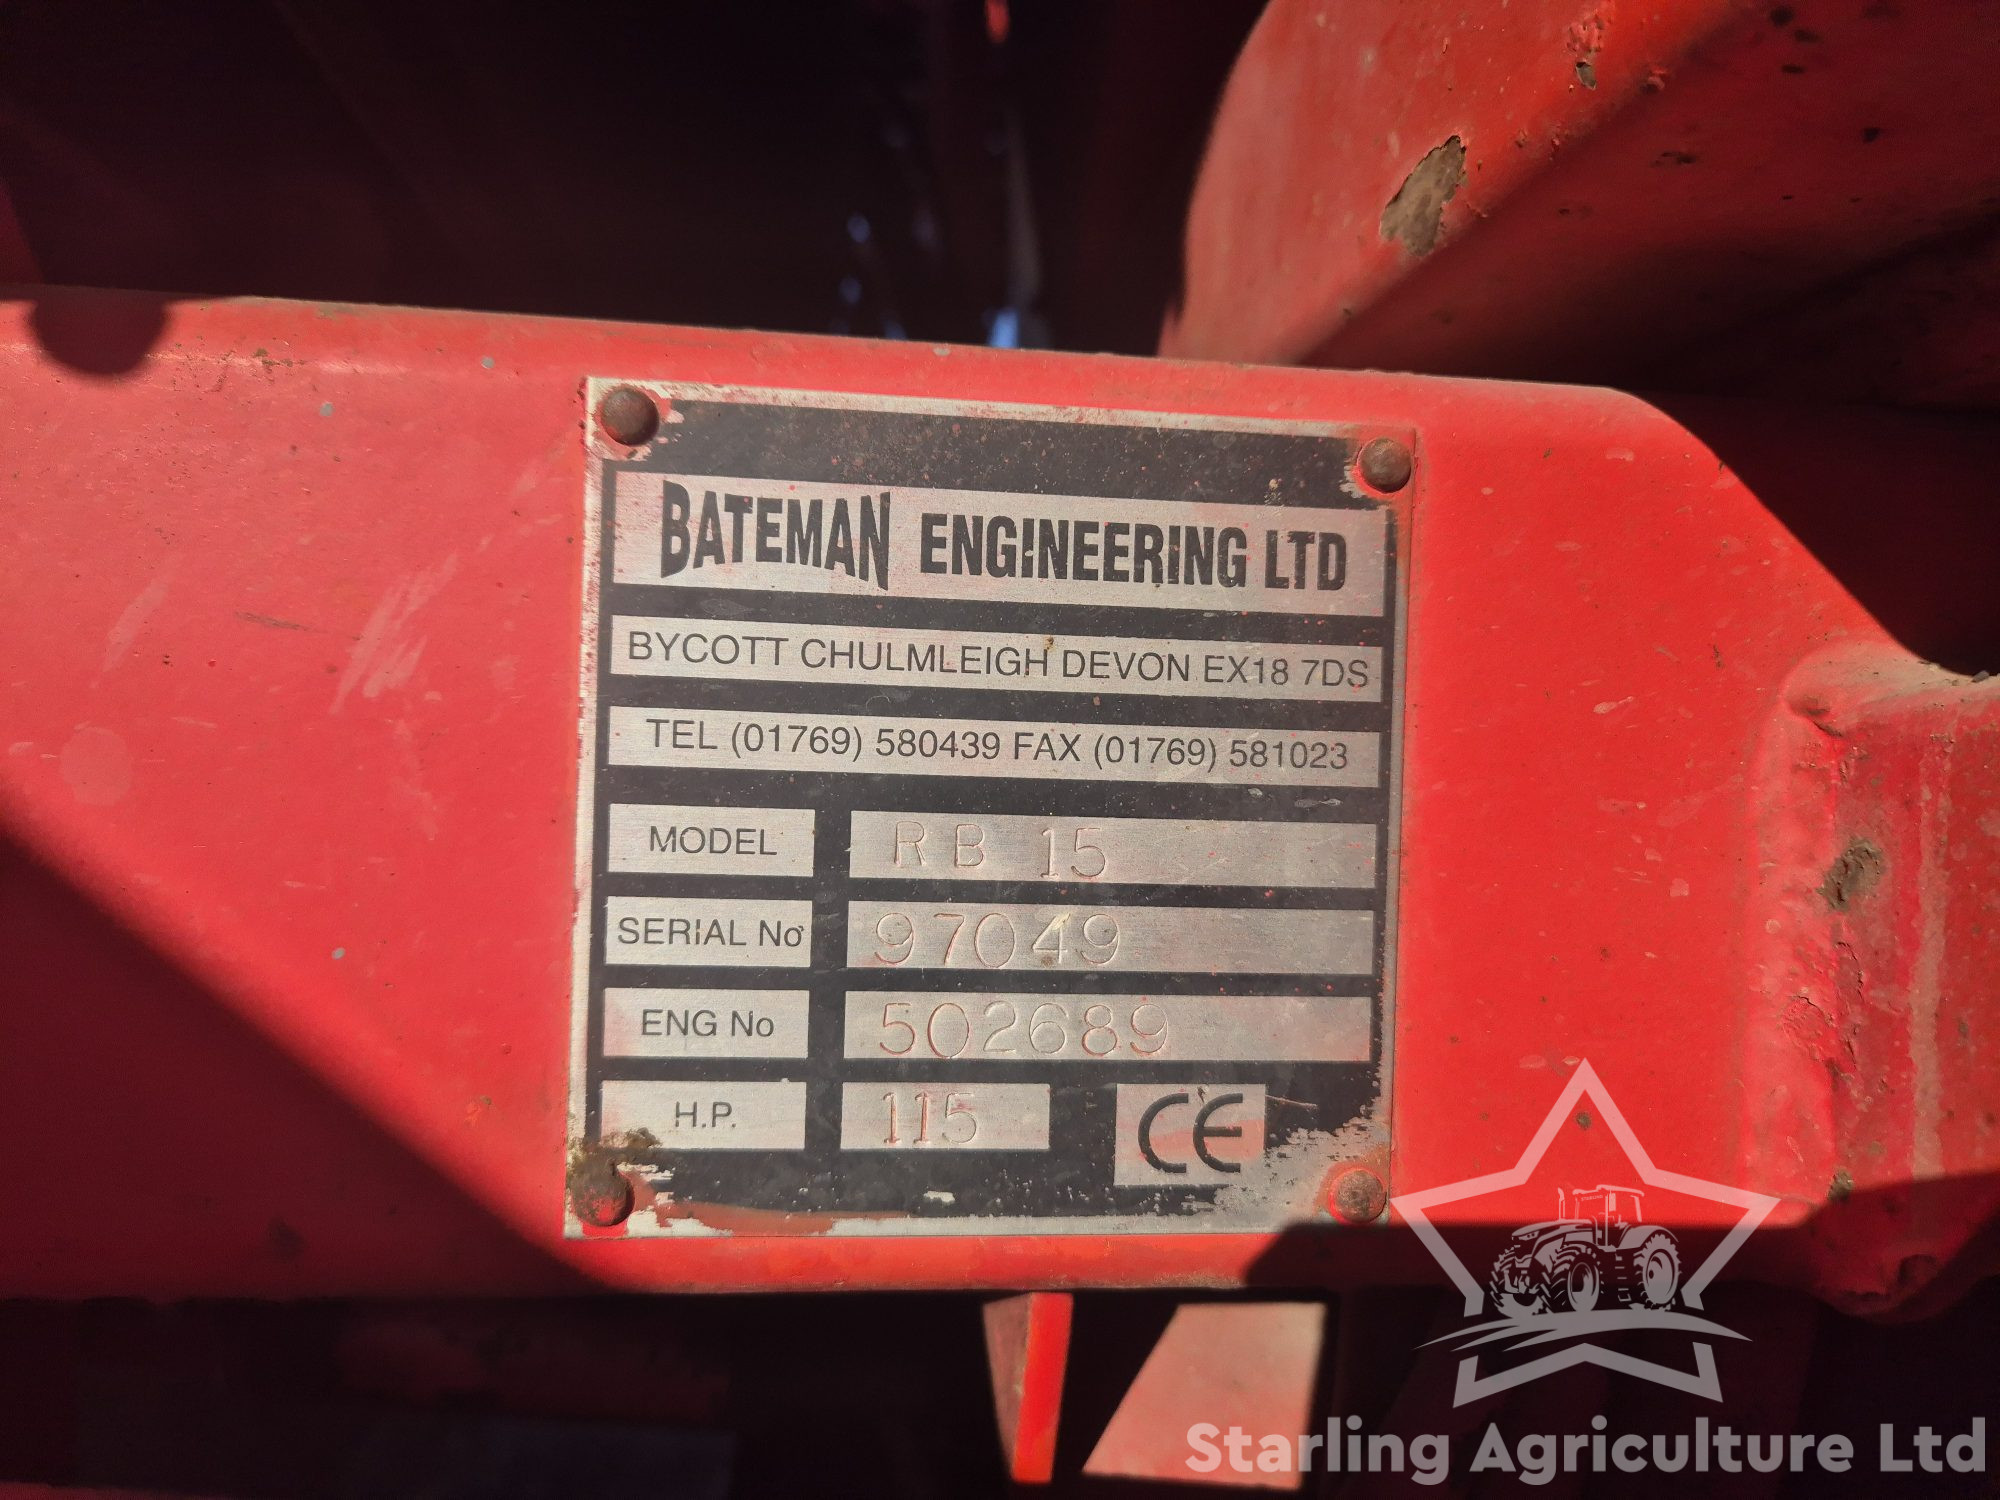 BATEMAN ENGINEERING LTD
BYCOTT CHULMLEIGH DEVON EX18 7DS
TEL (01769) 580439 FAX (01769) 581023
MODEL RB 15
SERIAL No 97049
ENG No 502689
H.P. 115 CE
Starling Agriculture Ltd